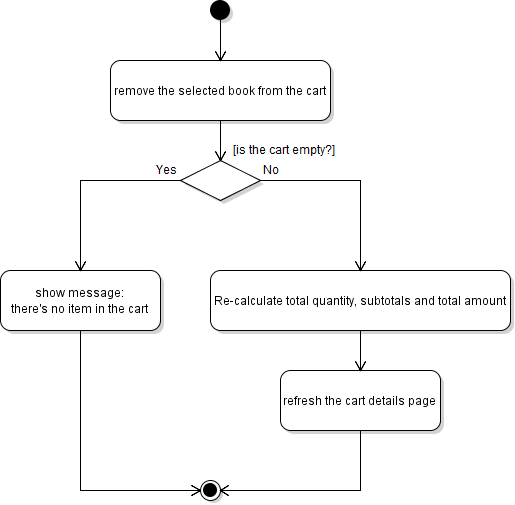 remove the selected book from the cart
[is the cart empty?]
Yes
No
show message:
there's no item in the cart
Re-calculate total quantity, subtotals and total amount
refresh the cart details page